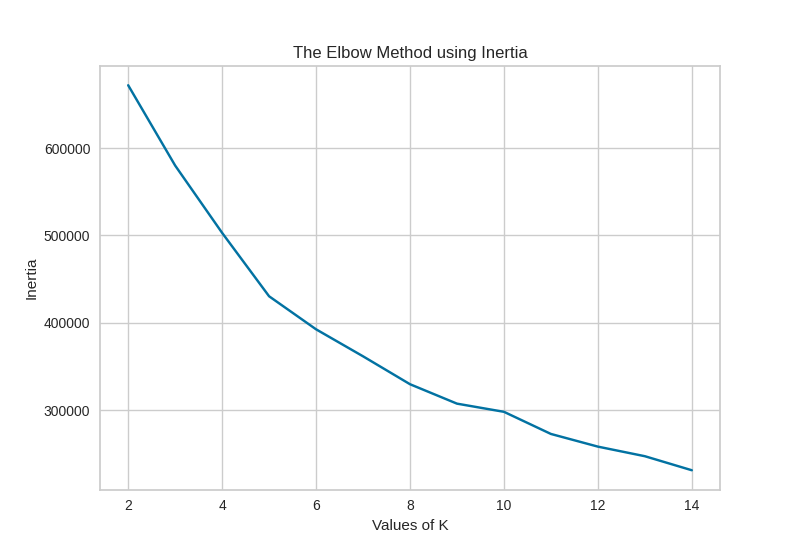 The Elbow Method using Inertia
600000
500000
400000
300000
Inertia
2 4 6 8 10 12 14
Values of K